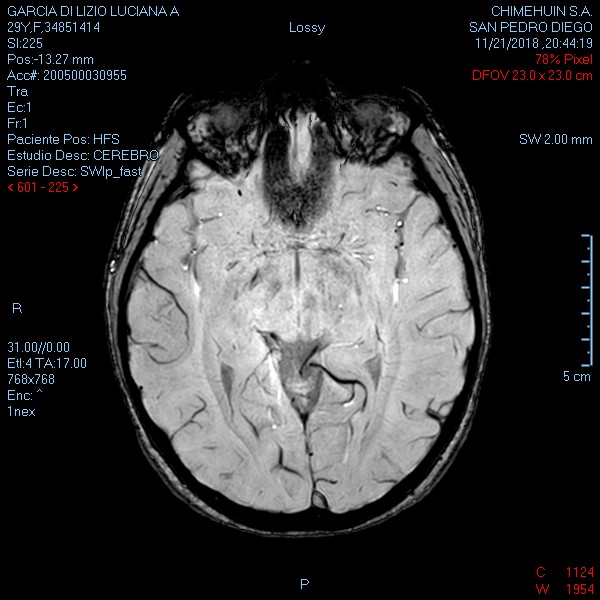 GARCIA DI LIZIO LUCIANA A
29Y,F,34851414
Sl:225
Pos:-13.27 mm
Acc#: 200500030955
Tra
Ec:1
Fr:1
Paciente Pos: HFS
Estudio Desc: CEREBRO
Serie Desc: SWIp_fast
< 601 - 225 >
Lossy
CHIMEHUIN S.A.
SAN PEDRO DIEGO
11/21/2018 ,20:44:19
78% Pixel
DFOV 23.0 x 23.0 cm
SW 2.00 mm
R
31.00//0.00
Etl:4 TA:17.00
768x768
Enc: ^
1nex
5 cm
P
C 1124
W 1954